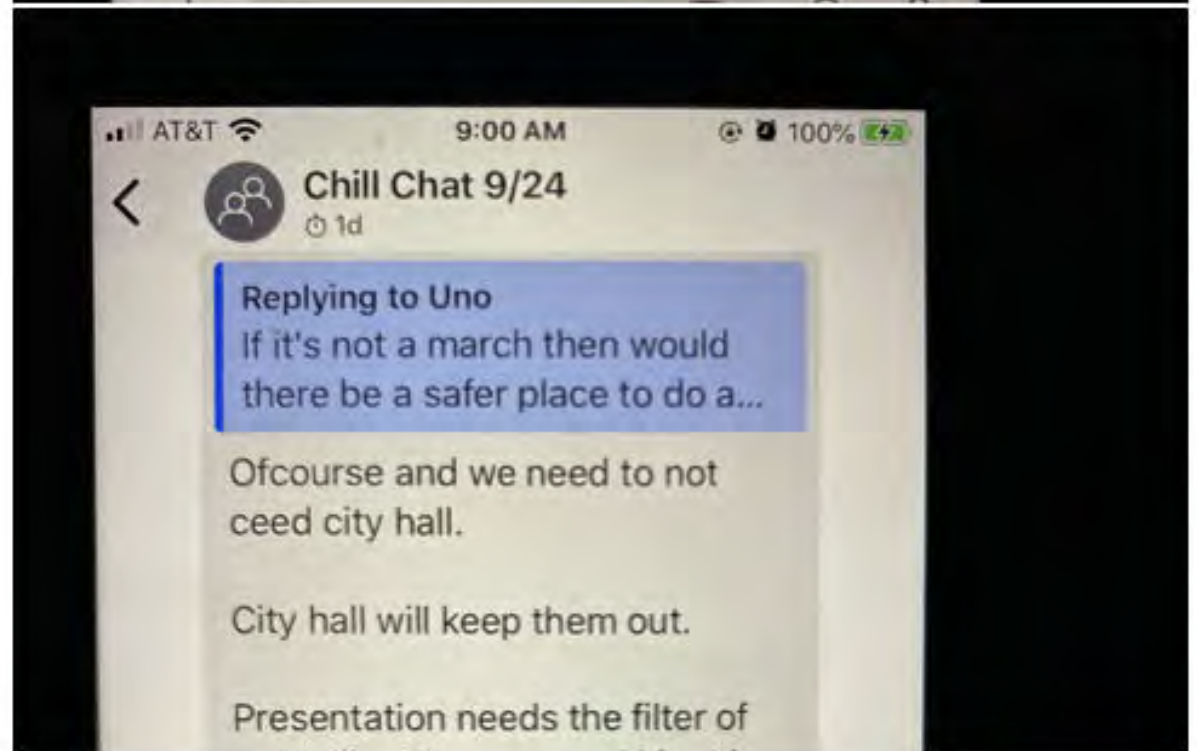 AT&T 9:00 AM 100%
Chill Chat 9/24
1d
Replying to Uno
If it's not a march then would
there be a safer place to do a...
Ofcourse and we need to not
ceed city hall.
City hall will keep them out.
Presentation needs the filter of